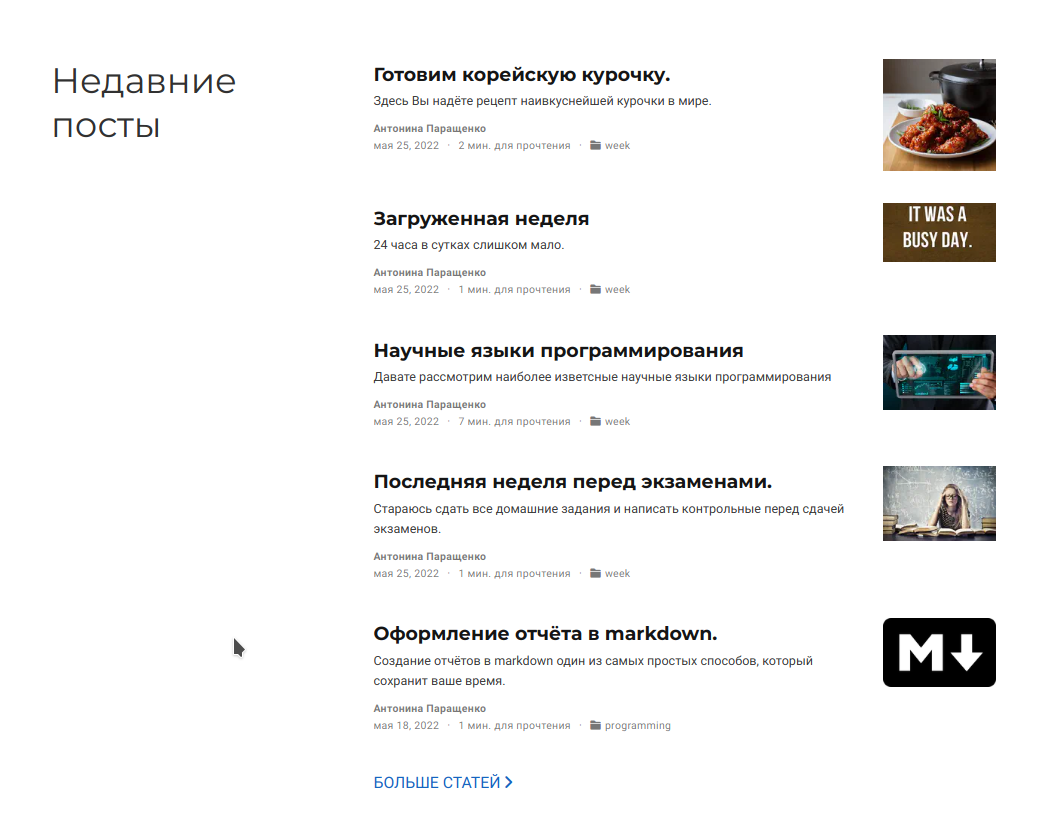 Недавние
посты
Готовим корейскую курочку.
Здесь Вы надёте рецепт наивкуснейшей курочки в мире.
Антонина Паращенко
мая 25, 2022 · 2 мин. для прочтения · week
Загруженная неделя
24 часа в сутках слишком мало.
Антонина Паращенко
мая 25, 2022 · 1 мин. для прочтения · week
IT WAS A
BUSY DAY.
Научные языки программирования
Давате рассмотрим наиболее изветсные научные языки программирования
Антонина Паращенко
мая 25, 2022 · 7 мин. для прочтения · week
Последняя неделя перед экзаменами.
Стараюсь сдать все домашние задания и написать контрольные перед сдачей
экзаменов.
Антонина Паращенко
мая 25, 2022 · 1 мин. для прочтения · week
Оформление отчёта в markdown.
Создание отчётов в markdown один из самых простых способов, который
сохранит ваше время.
Антонина Паращенко
мая 18, 2022 · 1 мин. для прочтения · programming
M
БОЛЬШЕ СТАТЕЙ